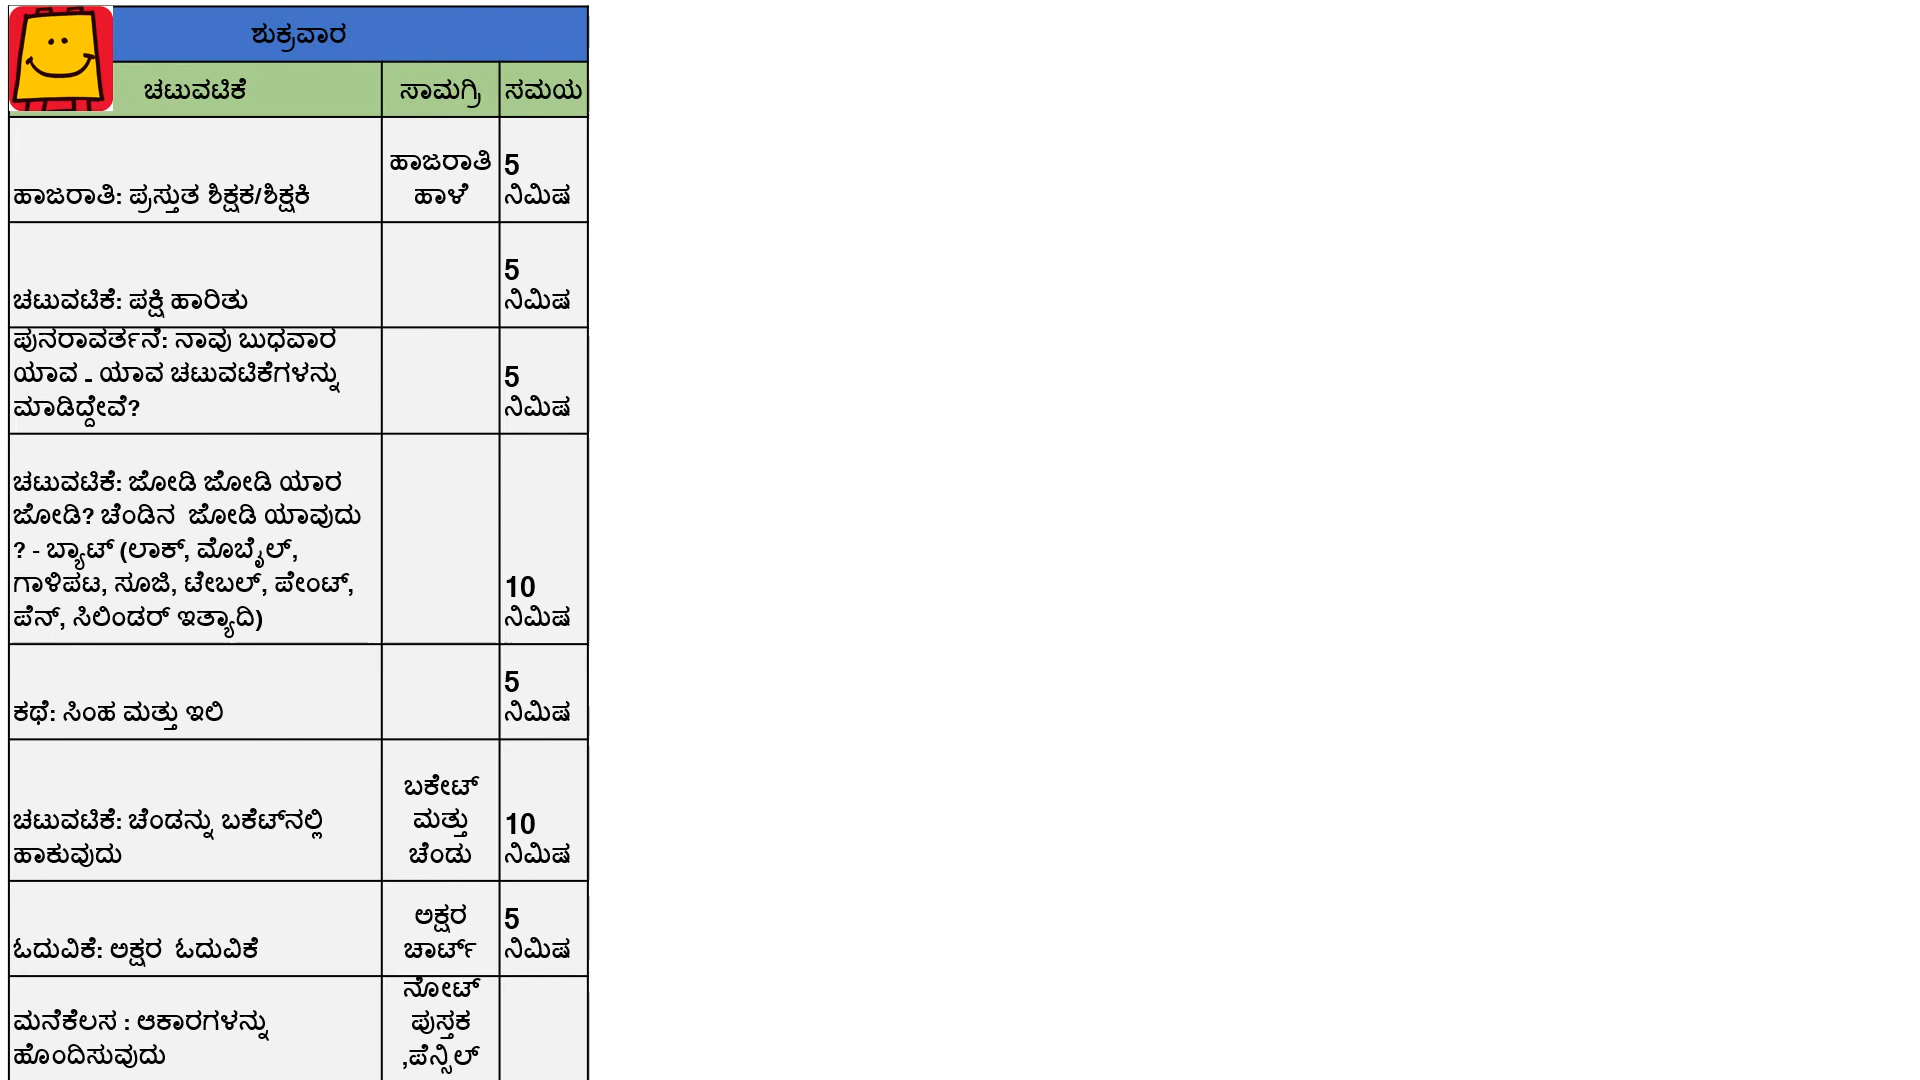 ಶುಕ್ರವಾರ
ಚಟುವಟಿಕೆ ಸಾಮಗ್ರಿ ಸಮಯ
ಹಾಜರಾತಿ: ಪ್ರಸ್ತುತ ಶಿಕ್ಷಕ/ಶಿಕ್ಷಕಿ
ಹಾಜರಾತಿ
ಹಾಳೆ
5
ನಿಮಿಷ
ಚಟುವಟಿಕೆ: ಪಕ್ಷಿ ಹಾರಿತು
5
ನಿಮಿಷ
ಪುನರಾವರ್ತನೆ: ನಾವು ಬುಧವಾರ
ಯಾವ - ಯಾವ ಚಟುವಟಿಕೆಗಳನ್ನು
ಮಾಡಿದ್ದೇವೆ?
5
ನಿಮಿಷ
ಚಟುವಟಿಕೆ: ಜೋಡಿ ಜೋಡಿ ಯಾರ
ಜೋಡಿ? ಚೆಂಡಿನ ಜೋಡಿ ಯಾವುದು
? - ಬ್ಯಾಟ್ (ಲಾಕ್, ಮೊಬೈಲ್,
ಗಾಳಿಪಟ, ಸೂಜಿ, ಟೇಬಲ್, ಪೇಂಟ್,
ಪೆನ್, ಸಿಲಿಂಡರ್ ಇತ್ಯಾದಿ)
10
ನಿಮಿಷ
ಕಥೆ: ಸಿಂಹ ಮತ್ತು ಇಲಿ
5
ನಿಮಿಷ
ಚಟುವಟಿಕೆ: ಚೆಂಡನ್ನು ಬಕೆಟ್‌ನಲ್ಲಿ
ಹಾಕುವುದು
ಬಕೇಟ್
ಮತ್ತು
ಚೆಂಡು
10
ನಿಮಿಷ
ಓದುವಿಕೆ: ಅಕ್ಷರ ಓದುವಿಕೆ
ಅಕ್ಷರ
ಚಾರ್ಟ್
5
ನಿಮಿಷ
ಮನೆಕೆಲಸ : ಆಕಾರಗಳನ್ನು
ಹೊಂದಿಸುವುದು
ನೋಟ್
ಪುಸ್ತಕ
,ಪೆನ್ಸಿಲ್